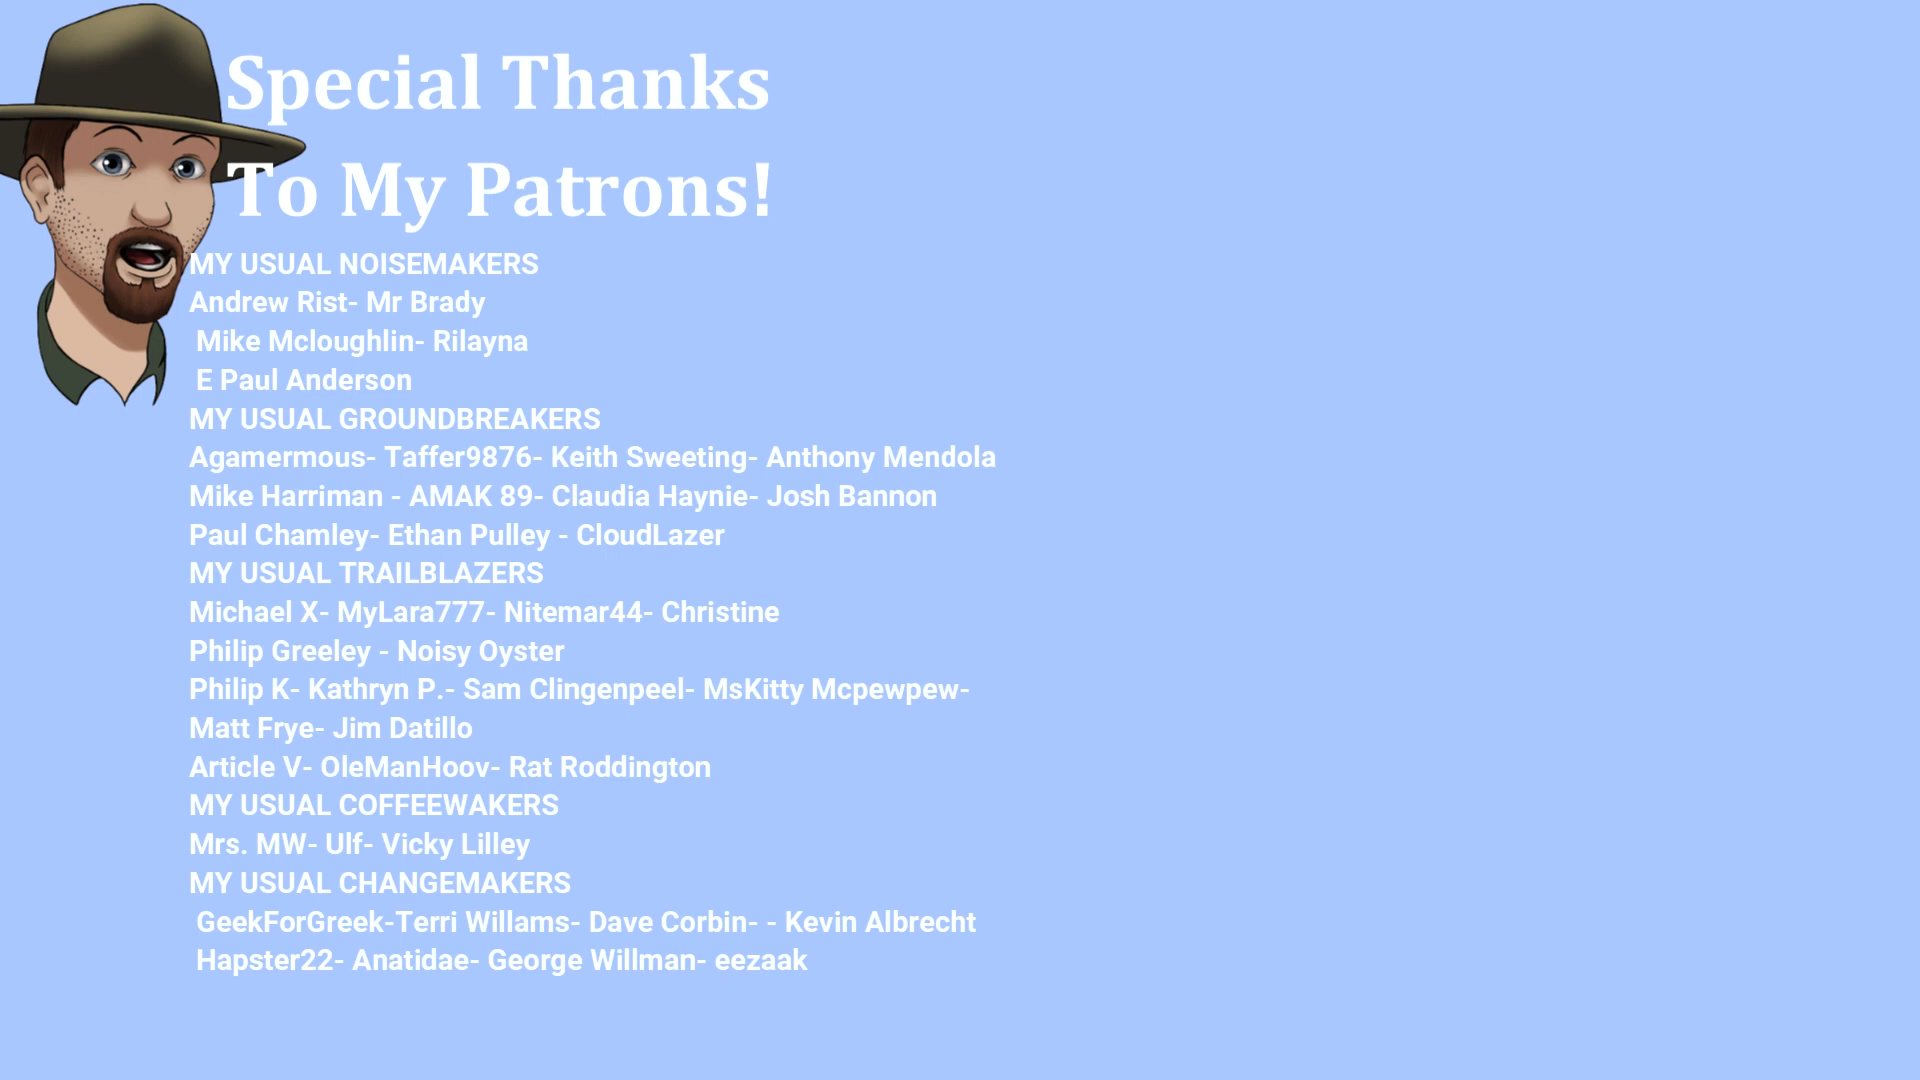 Special Thanks
To My Patrons!
MY USUAL NOISEMAKERS
Andrew Rist- Mr Brady
Mike Mcloughlin- Rilayna
E Paul Anderson
MY USUAL GROUNDBREAKERS
Agamermous- Taffer9876- Keith Sweeting- Anthony Mendola
Mike Harriman - AMAK 89- Claudia Haynie- Josh Bannon
Paul Chamley- Ethan Pulley - CloudLazer
MY USUAL TRAILBLAZERS
Michael X- MyLara777- Nitemar44- Christine
Philip Greeley - Noisy Oyster
Philip K- Kathryn P.- Sam Clingenpeel- MsKitty Mcpewpew-
Matt Frye- Jim Datillo
Article V- OleManHoov- Rat Roddington
MY USUAL COFFEEWAKERS
Mrs. MW- Ulf- Vicky Lilley
MY USUAL CHANGEMAKERS
GeekForGreek-Terri Willams- Dave Corbin- - Kevin Albrecht
Hapster22- Anatidae- George Willman- eezaak